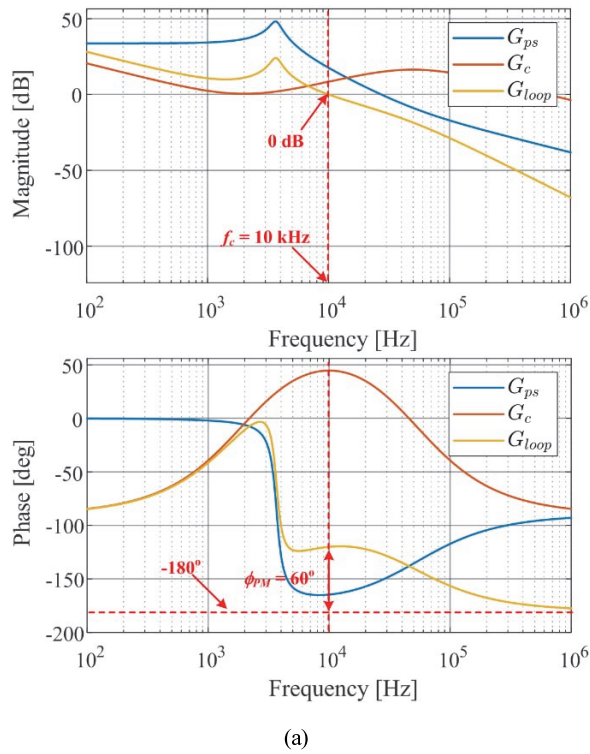 50
0
-50
-100
Magnitude [dB]
G_ps
G_c
G_loop
0 dB
f_c = 10 kHz
10^2
10^3
10^4
10^5
10^6
Frequency [Hz]
50
0
-50
-100
-150
-200
Phase [deg]
G_ps
G_c
G_loop
-180°
ϕ_PM = 60°
10^2
10^3
10^4
10^5
10^6
Frequency [Hz]
(a)